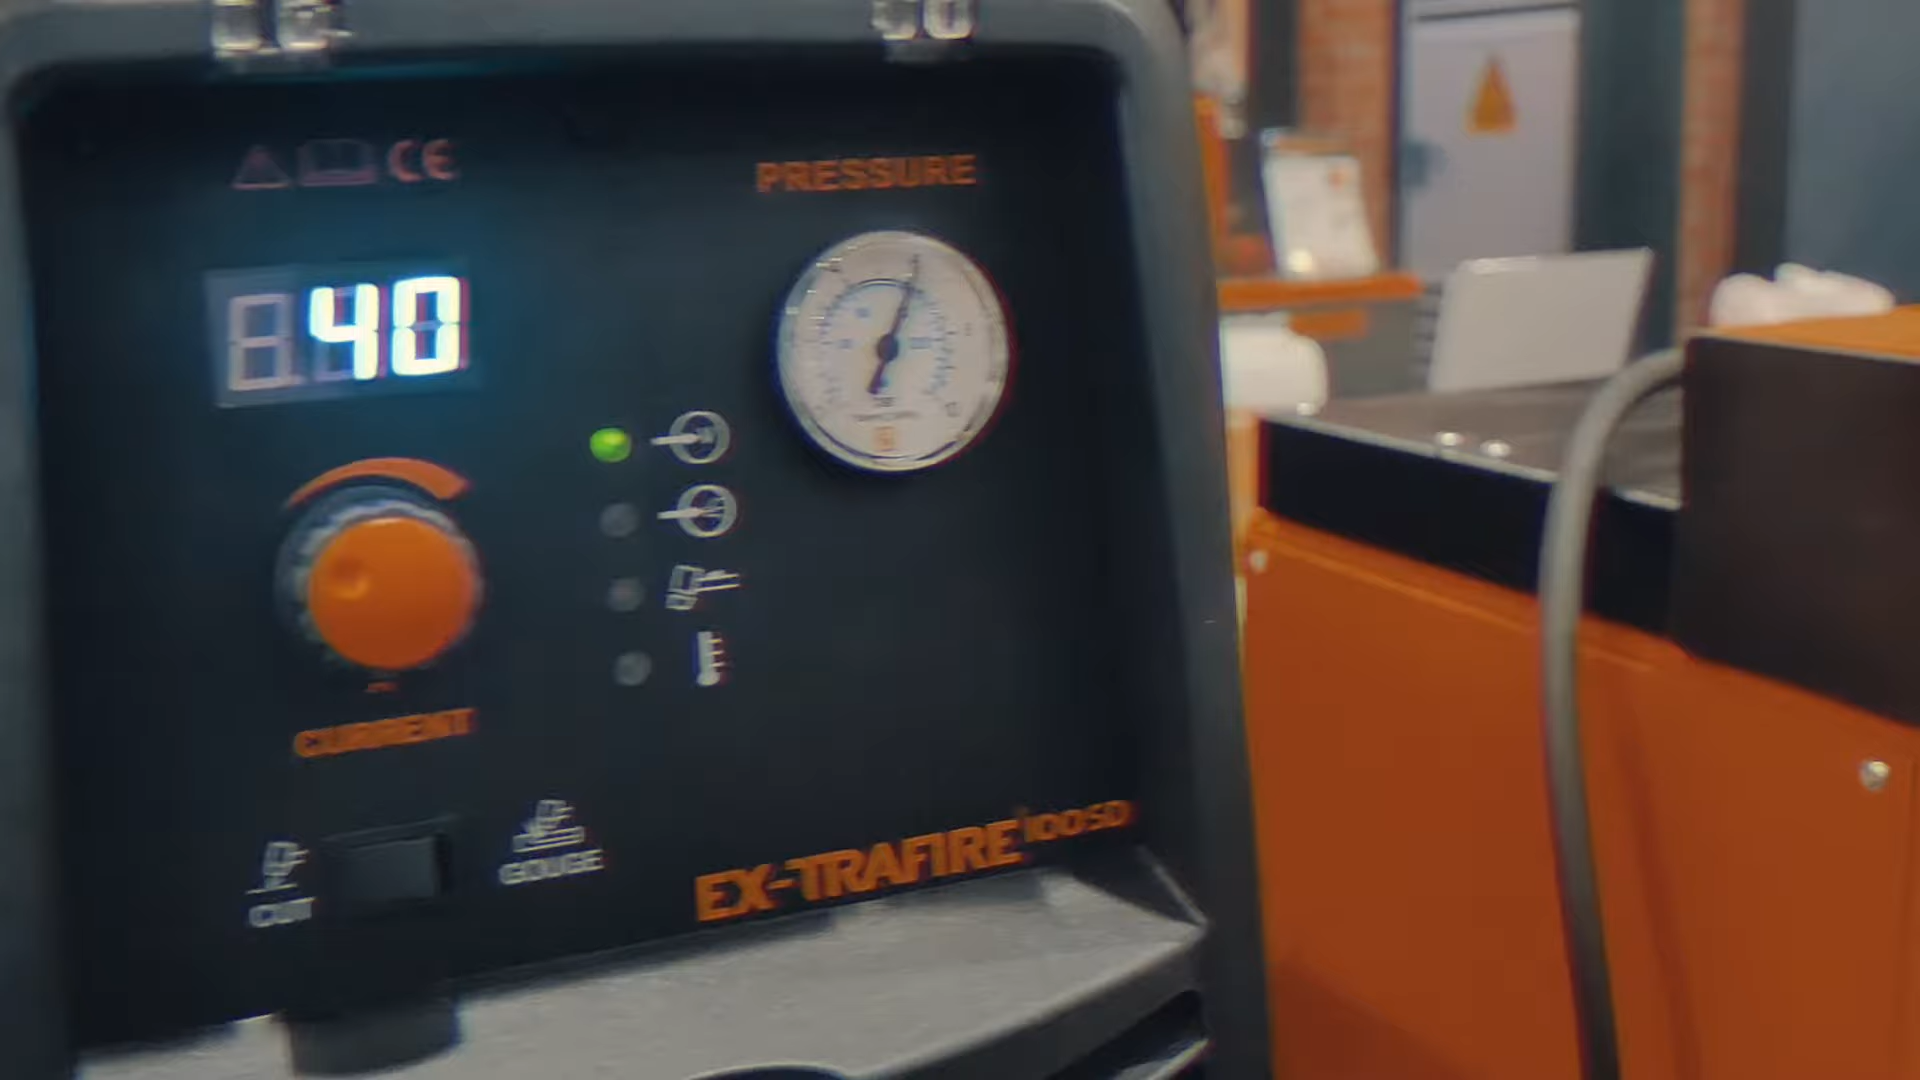 CE
PRESSURE
40
CURRENT
GOUGE
CUT
EX-TRAFIRE®100SD